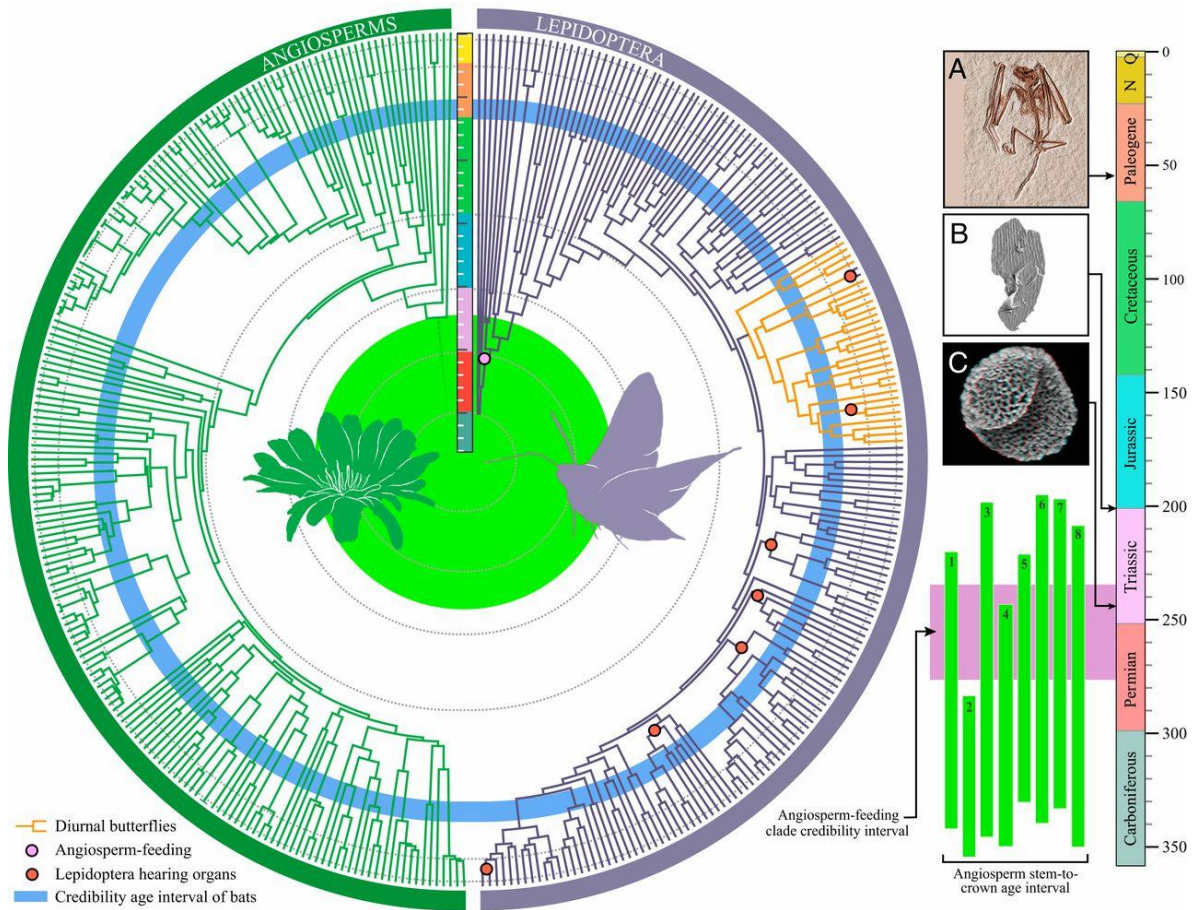 ANGIOSPERMS
LEPIDOPTERA
A
B
C
Q
N
Paleogene
Cretaceous
Jurassic
Triassic
Permian
Carboniferous
0
50
100
150
200
250
300
350
1
2
3
4
5
6
7
8
Diurnal butterflies
Angiosperm-feeding
Lepidoptera hearing organs
Credibility age interval of bats
Angiosperm-feeding
clade credibility interval
Angiosperm stem-to-
crown age interval